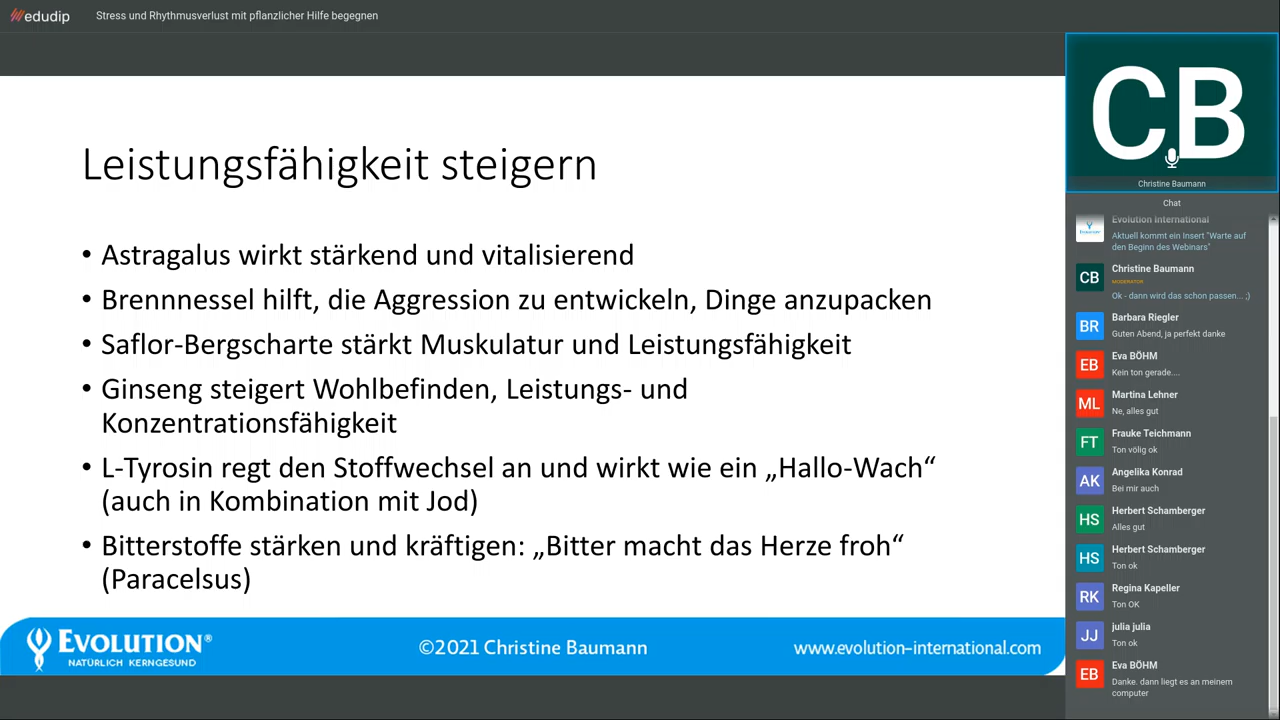 edudip
Stress und Rhythmusverlust mit pflanzlicher Hilfe begegnen
Leistungsfähigkeit steigern
• Astragalus wirkt stärkend und vitalisierend
• Brennnessel hilft, die Aggression zu entwickeln, Dinge anzupacken
• Saflor-Bergscharte stärkt Muskulatur und Leistungsfähigkeit
• Ginseng steigert Wohlbefinden, Leistungs- und
Konzentrationsfähigkeit
• L-Tyrosin regt den Stoffwechsel an und wirkt wie ein „Hallo-Wach“
(auch in Kombination mit Jod)
• Bitterstoffe stärken und kräftigen: „Bitter macht das Herze froh“
(Paracelsus)
EVOLUTION®
NATÜRLICH KERNGESUND
©2021 Christine Baumann
www.evolution-international.com
CB
Christine Baumann
Chat
Evolution International
Aktuell kommt ein Insert "Warte auf
den Beginn des Webinars"
CB
Christine Baumann
MODERATOR
Ok - dann wird das schon passen... ;)
BR
Barbara Riegler
Guten Abend, ja perfekt danke
EB
Eva BÖHM
Kein ton gerade....
ML
Martina Lehner
Ne, alles gut
FT
Frauke Teichmann
Ton völig ok
AK
Angelika Konrad
Bei mir auch
HS
Herbert Schamberger
Alles gut
HS
Herbert Schamberger
Ton ok
RK
Regina Kapeller
Ton OK
JJ
julia julia
Ton ok
EB
Eva BÖHM
Danke. dann liegt es an meinem
computer